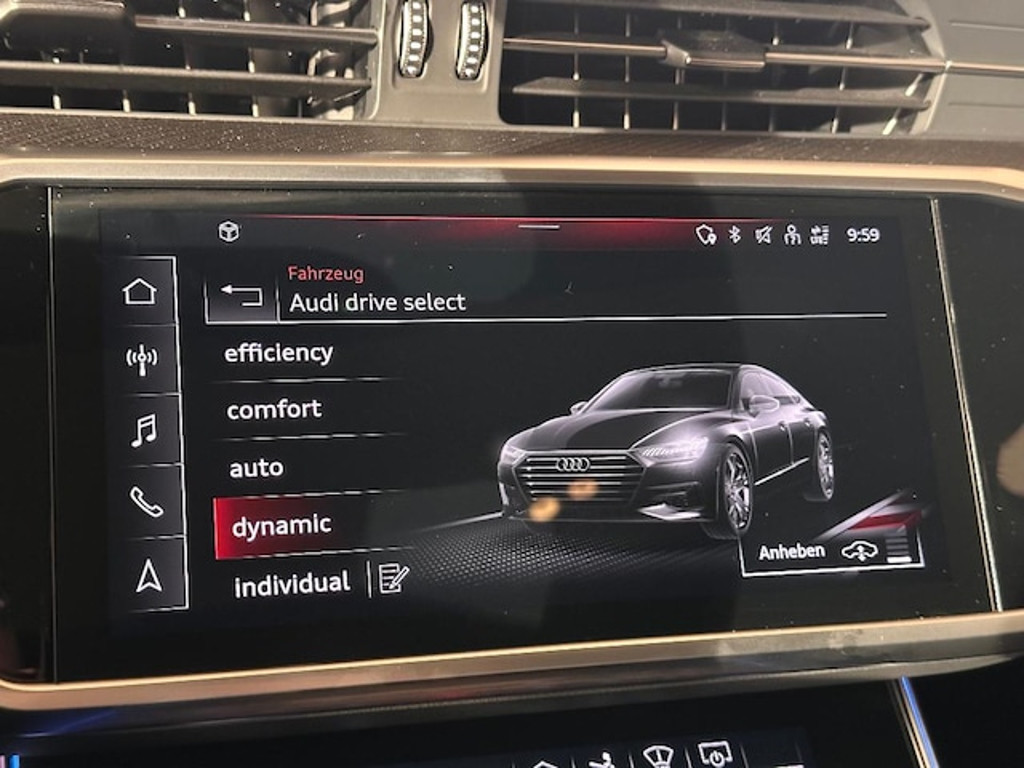 9:59
Fahrzeug
Audi drive select
efficiency
comfort
auto
dynamic
individual
Anheben